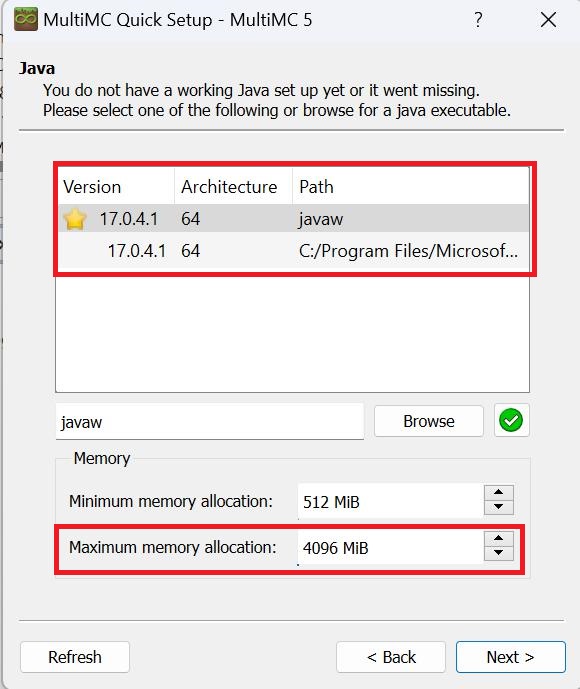 MultiMC Quick Setup - MultiMC 5 ?
Java
You do not have a working Java set up yet or it went missing.
Please select one of the following or browse for a java executable.
Version Architecture Path
17.0.4.1 64 javaw
17.0.4.1 64 C:/Program Files/Microsof...
javaw Browse
Memory
Minimum memory allocation: 512 MiB
Maximum memory allocation: 4096 MiB
Refresh < Back Next >